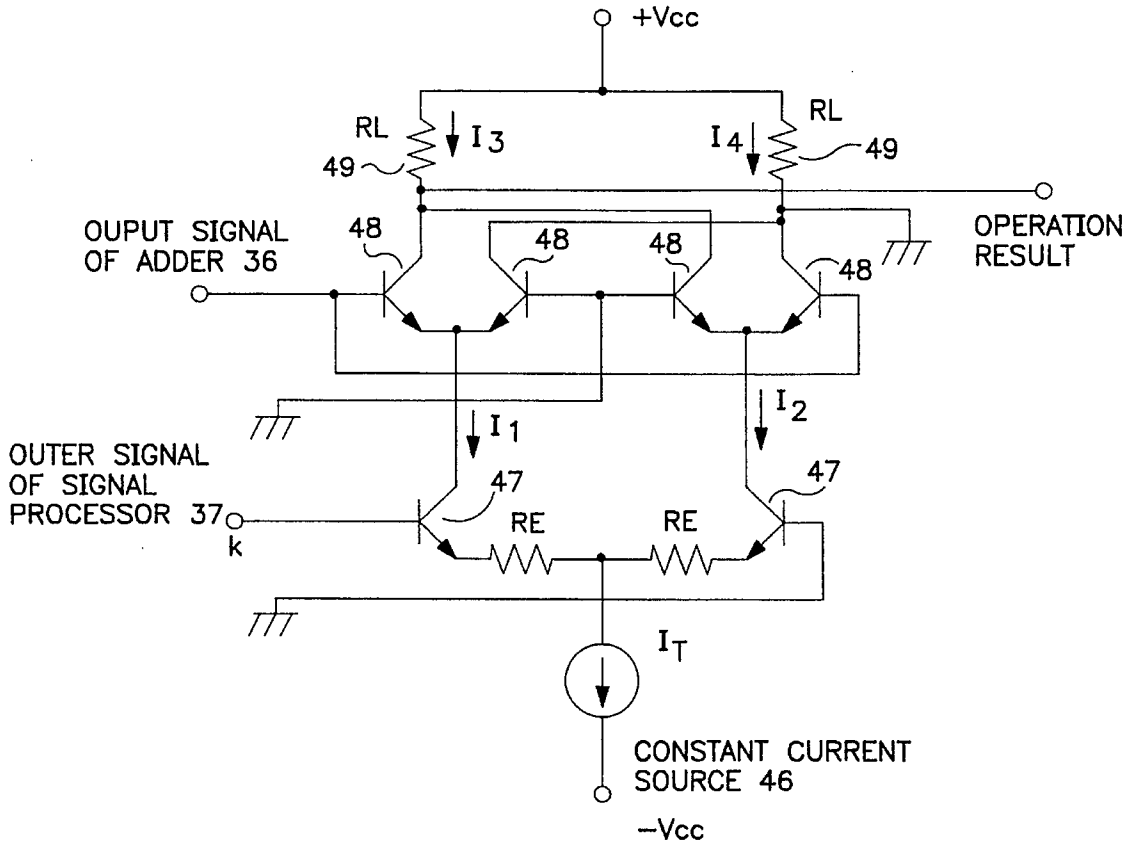 +Vcc
RL
I3
I4
RL
49
49
OUPUT SIGNAL
OF ADDER 36
48
48
48
48
OPERATION
RESULT
I1
I2
OUTER SIGNAL
OF SIGNAL
PROCESSOR 37
k
47
47
RE
RE
IT
CONSTANT CURRENT
SOURCE 46
−Vcc